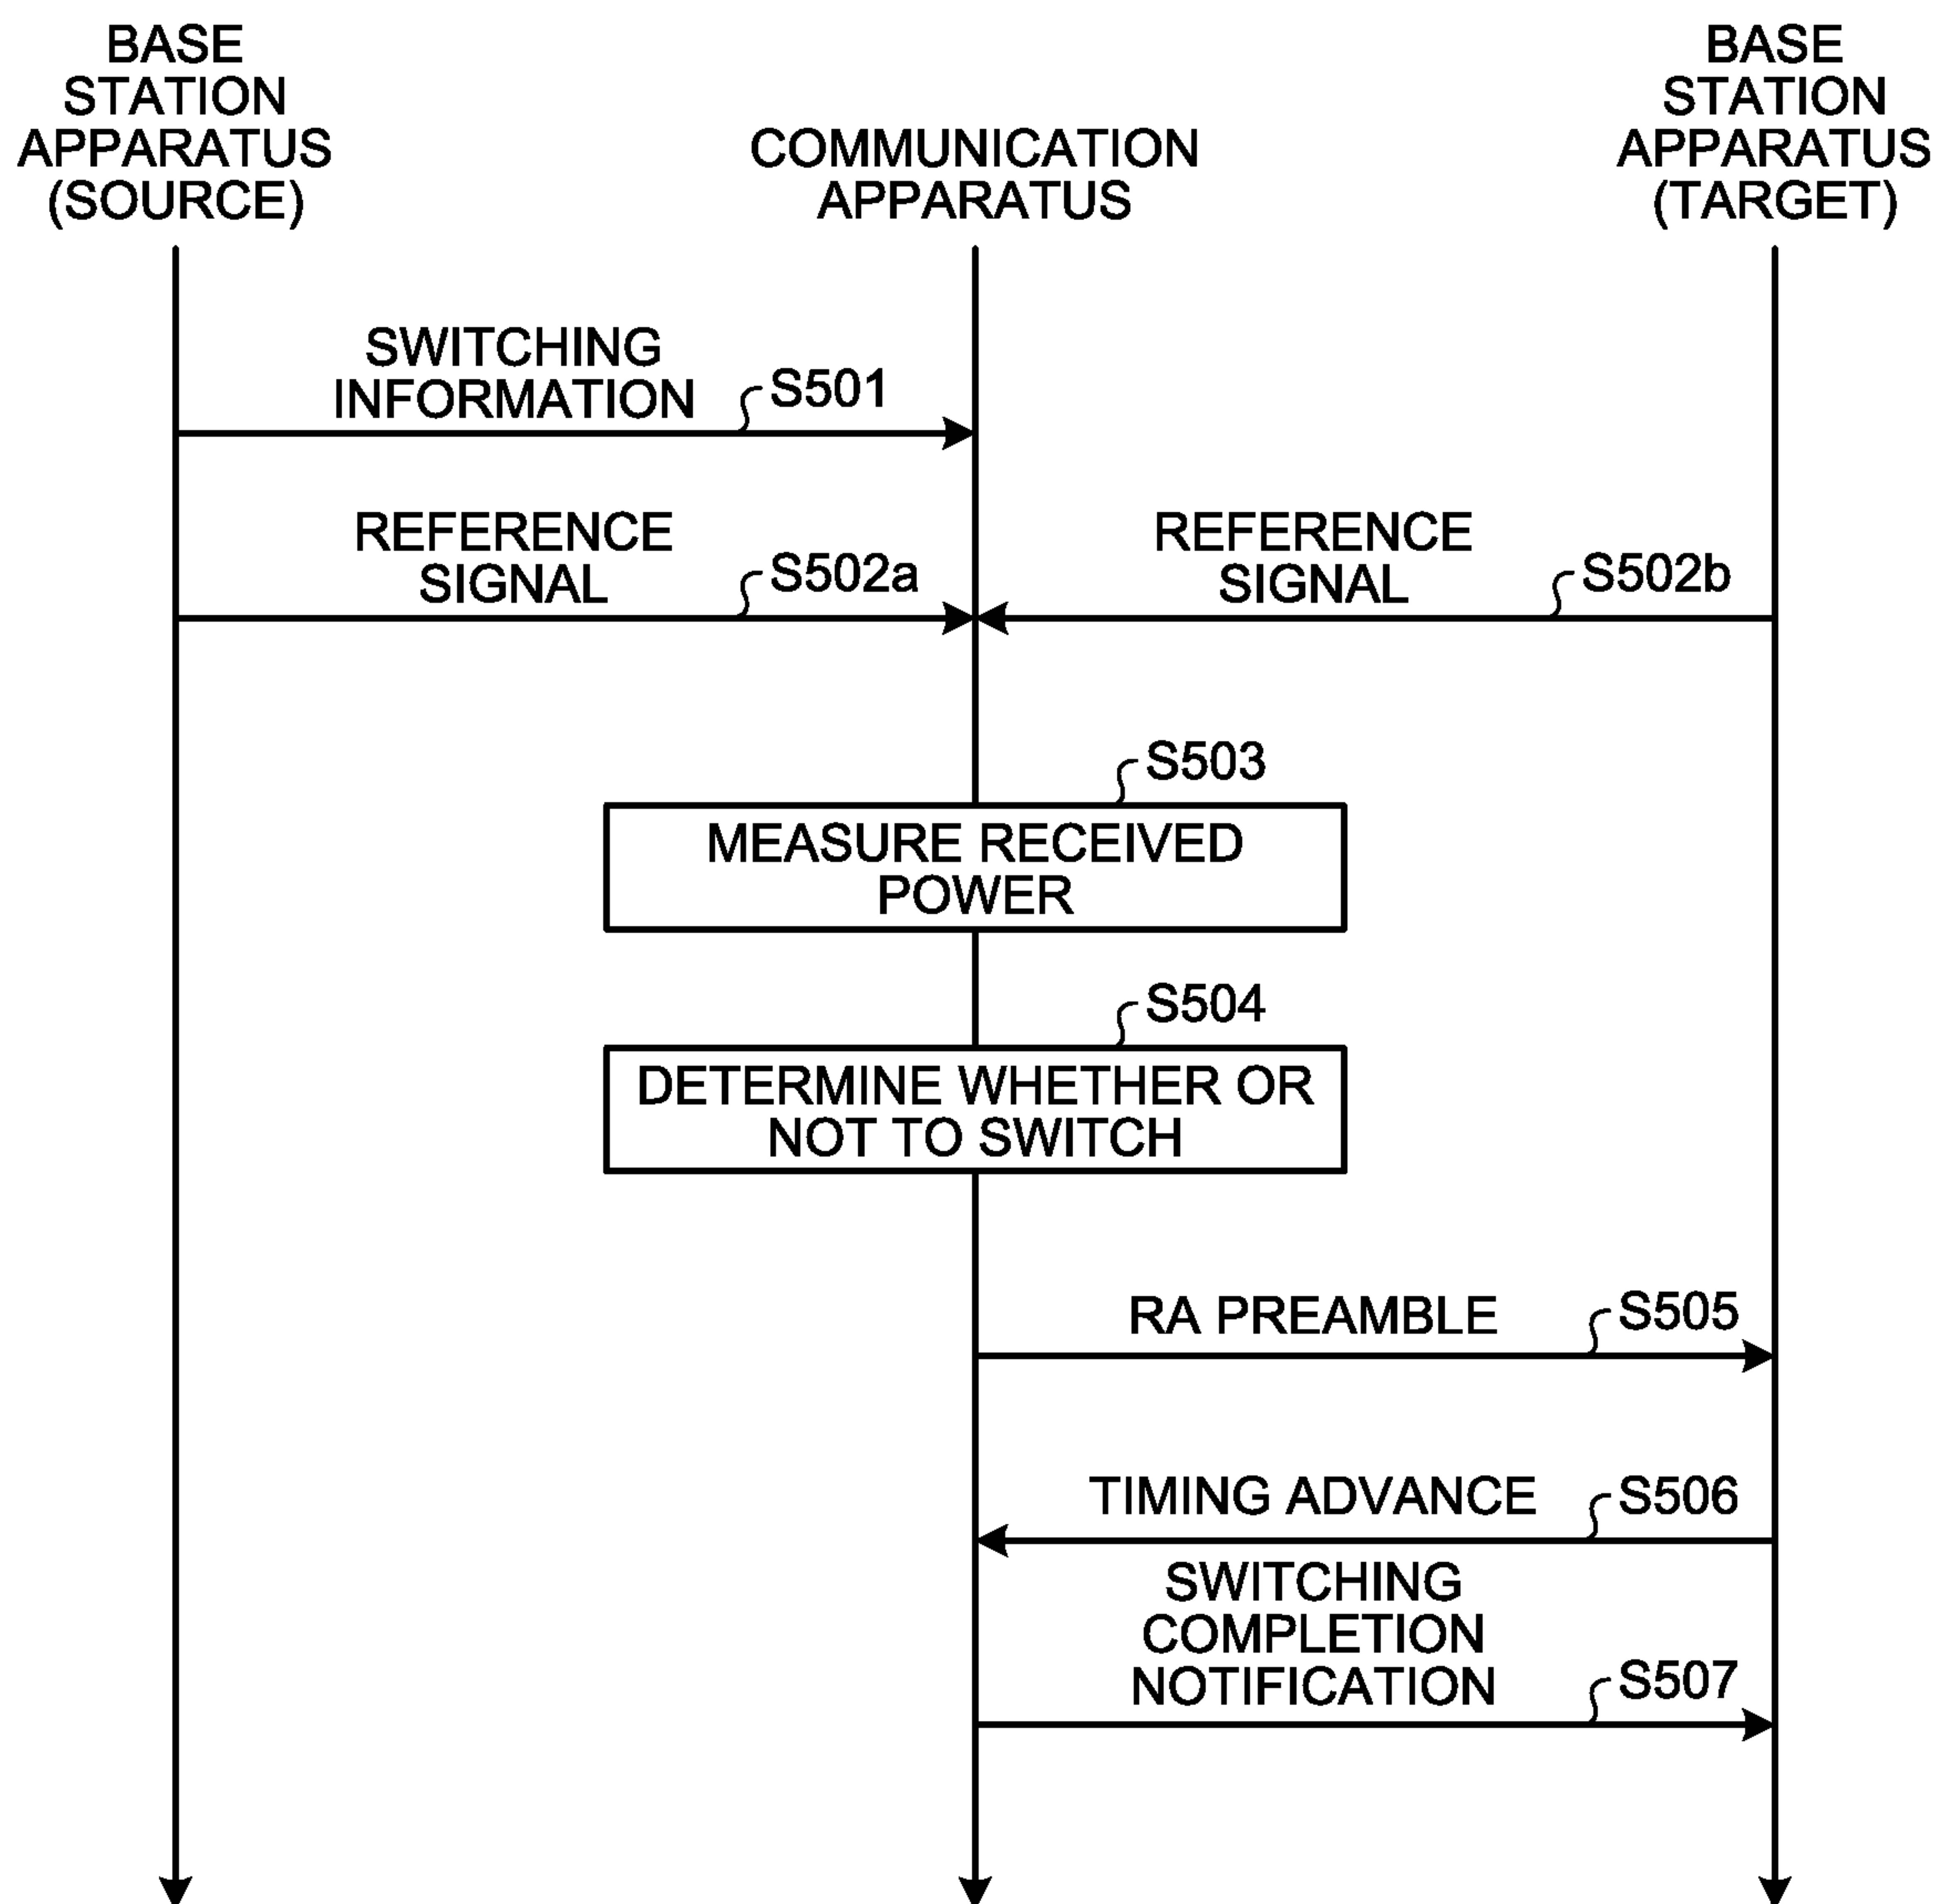 BASE
STATION
APPARATUS
(SOURCE)
COMMUNICATION
APPARATUS
BASE
STATION
APPARATUS
(TARGET)
SWITCHING
INFORMATION
S501
REFERENCE
SIGNAL
S502a
REFERENCE
SIGNAL
S502b
S503
MEASURE RECEIVED
POWER
S504
DETERMINE WHETHER OR
NOT TO SWITCH
RA PREAMBLE
S505
TIMING ADVANCE
S506
SWITCHING
COMPLETION
NOTIFICATION
S507